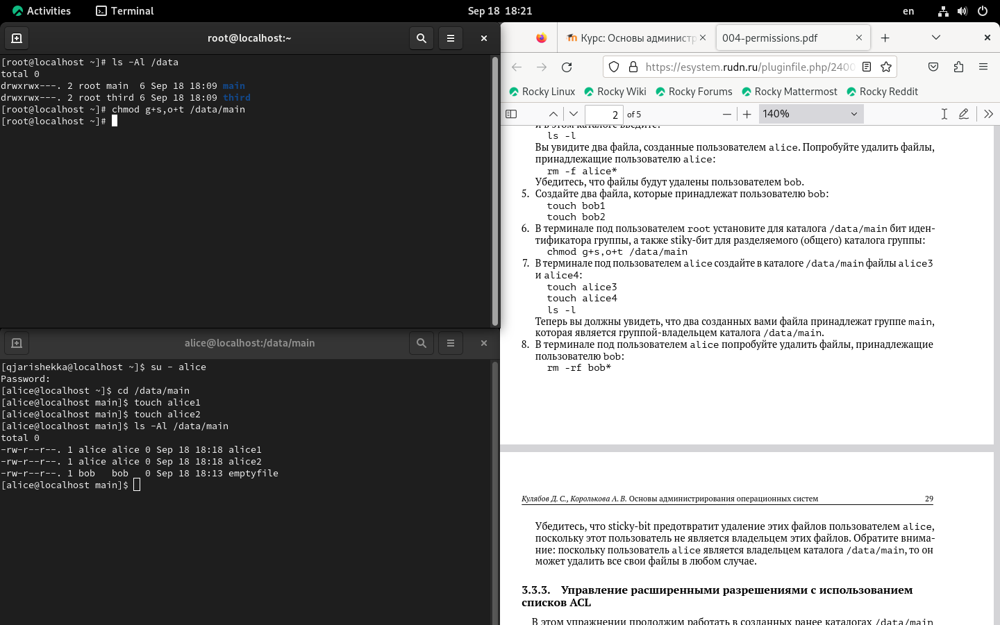 Activities Terminal Sep 18 18:21 en
root@localhost:~
[root@localhost ~]# ls -Al /data
total 0
drwxrwx---. 2 root main  6 Sep 18 18:09 main
drwxrwx---. 2 root third 6 Sep 18 18:09 third
[root@localhost ~]# chmod g+s,o+t /data/main
[root@localhost ~]#
alice@localhost:/data/main
[qjarishekka@localhost ~]$ su - alice
Password:
[alice@localhost ~]$ cd /data/main
[alice@localhost main]$ touch alice1
[alice@localhost main]$ touch alice2
[alice@localhost main]$ ls -Al /data/main
total 0
-rw-r--r--. 1 alice alice 0 Sep 18 18:18 alice1
-rw-r--r--. 1 alice alice 0 Sep 18 18:18 alice2
-rw-r--r--. 1 bob   bob   0 Sep 18 18:13 emptyfile
[alice@localhost main]$
Курс: Основы администр 004-permissions.pdf
https://esystem.rudn.ru/pluginfile.php/2400
Rocky Linux Rocky Wiki Rocky Forums Rocky Mattermost Rocky Reddit
2 of 5 140%
и в этом каталоге введите:
ls -l
Вы увидите два файла, созданные пользователем alice. Попробуйте удалить файлы,
принадлежащие пользователю alice:
rm -f alice*
Убедитесь, что файлы будут удалены пользователем bob.
5. Создайте два файла, которые принадлежат пользователю bob:
touch bob1
touch bob2
6. В терминале под пользователем root установите для каталога /data/main бит иден-
тификатора группы, а также stiky-бит для разделяемого (общего) каталога группы:
chmod g+s,o+t /data/main
7. В терминале под пользователем alice создайте в каталоге /data/main файлы alice3
и alice4:
touch alice3
touch alice4
ls -l
Теперь вы должны увидеть, что два созданных вами файла принадлежат группе main,
которая является группой-владельцем каталога /data/main.
8. В терминале под пользователем alice попробуйте удалить файлы, принадлежащие
пользователю bob:
rm -rf bob*
Кулябов Д. С., Королькова А. В. Основы администрирования операционных систем 29
Убедитесь, что sticky-bit предотвратит удаление этих файлов пользователем alice,
поскольку этот пользователь не является владельцем этих файлов. Обратите внима-
ние: поскольку пользователь alice является владельцем каталога /data/main, то он
может удалить все свои файлы в любом случае.
3.3.3. Управление расширенными разрешениями с использованием
списков ACL
В этом упражнении продолжим работать в созданных ранее каталогах /data/main